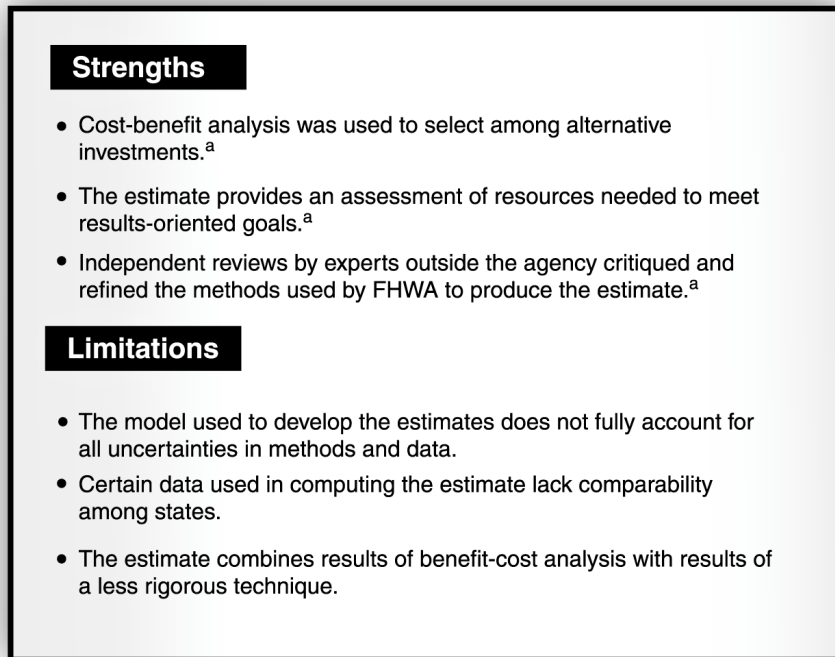 Strengths
• Cost-benefit analysis was used to select among alternative
investments.a
• The estimate provides an assessment of resources needed to meet
results-oriented goals.a
• Independent reviews by experts outside the agency critiqued and
refined the methods used by FHWA to produce the estimate.a
Limitations
• The model used to develop the estimates does not fully account for
all uncertainties in methods and data.
• Certain data used in computing the estimate lack comparability
among states.
• The estimate combines results of benefit-cost analysis with results of
a less rigorous technique.